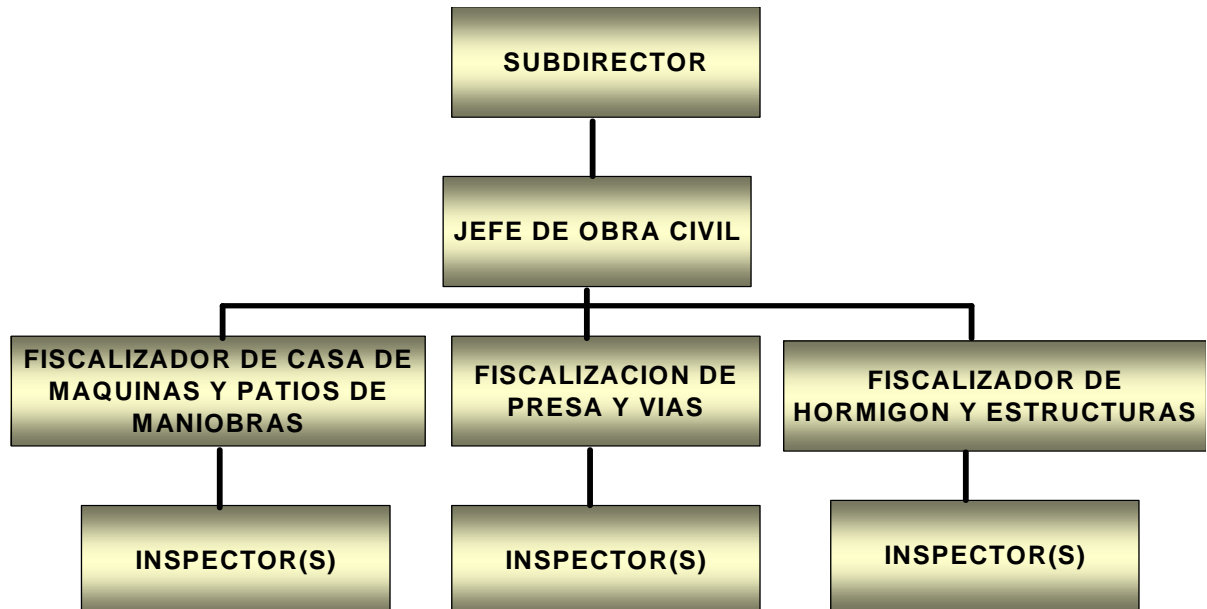 SUBDIRECTOR
JEFE DE OBRA CIVIL
FISCALIZADOR DE CASA DE
MAQUINAS Y PATIOS DE
MANIOBRAS
FISCALIZACION DE
PRESA Y VIAS
FISCALIZADOR DE
HORMIGON Y ESTRUCTURAS
INSPECTOR(S)
INSPECTOR(S)
INSPECTOR(S)